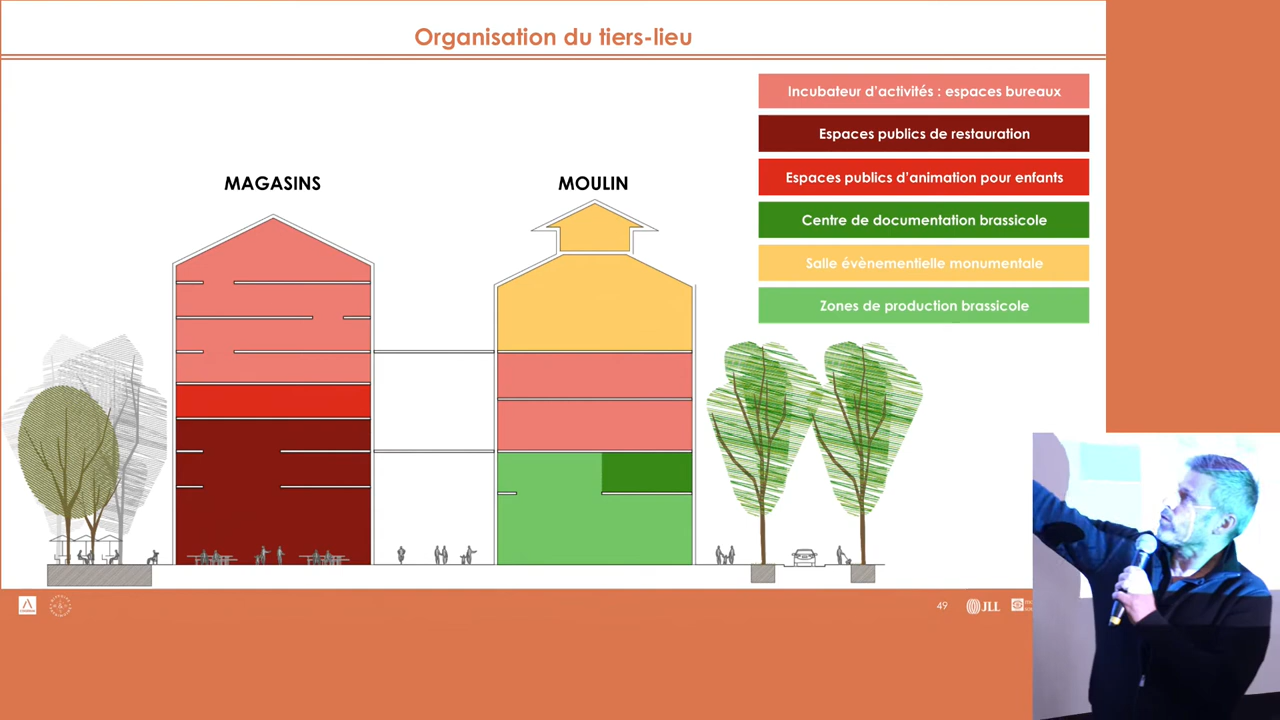 Organisation du tiers-lieu
Incubateur d'activités : espaces bureaux
Espaces publics de restauration
Espaces publics d'animation pour enfants
Centre de documentation brassicole
Salle évènementielle monumentale
Zones de production brassicole
MAGASINS
MOULIN
49
JLL